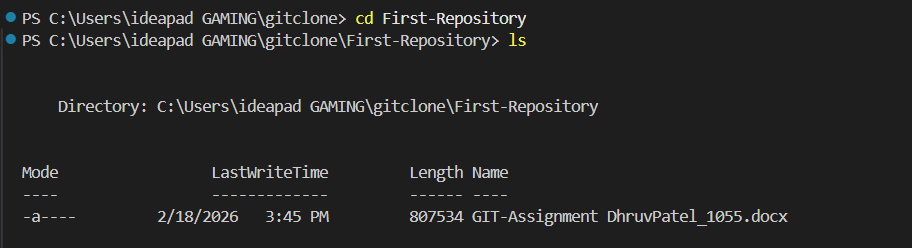 PS C:\Users\ideapad GAMING\gitclone> cd First-Repository
PS C:\Users\ideapad GAMING\gitclone\First-Repository> ls
Directory: C:\Users\ideapad GAMING\gitclone\First-Repository
Mode LastWriteTime Length Name
---- ------------- ------ ----
-a---- 2/18/2026 3:45 PM 807534 GIT-Assignment DhruvPatel_1055.docx